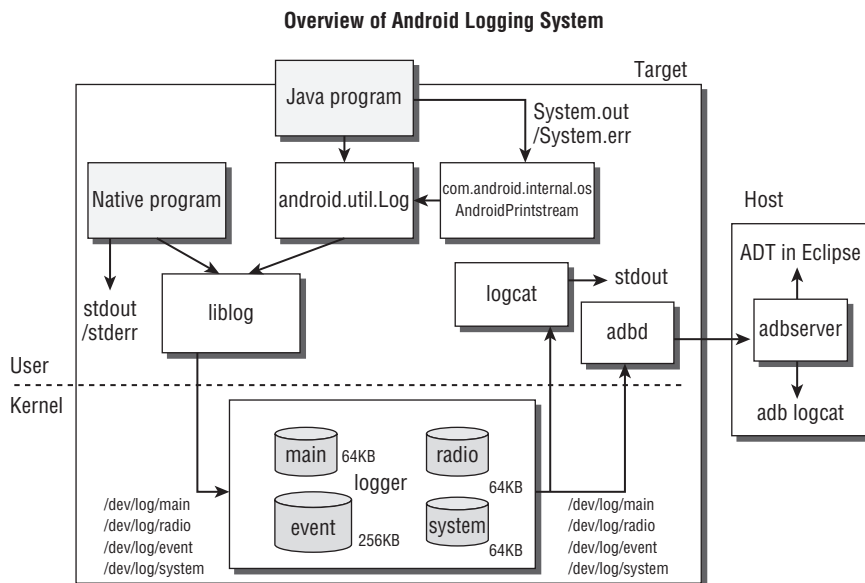 Overview of Android Logging System
Target
Java program
System.out
/System.err
Native program
android.util.Log
com.android.internal.os
AndroidPrintstream
Host
ADT in Eclipse
stdout
/stderr
liblog
logcat
stdout
adbd
adbserver
User
Kernel
adb logcat
main
64KB
radio
64KB
logger
event
256KB
system
64KB
/dev/log/main
/dev/log/radio
/dev/log/event
/dev/log/system
/dev/log/main
/dev/log/radio
/dev/log/event
/dev/log/system